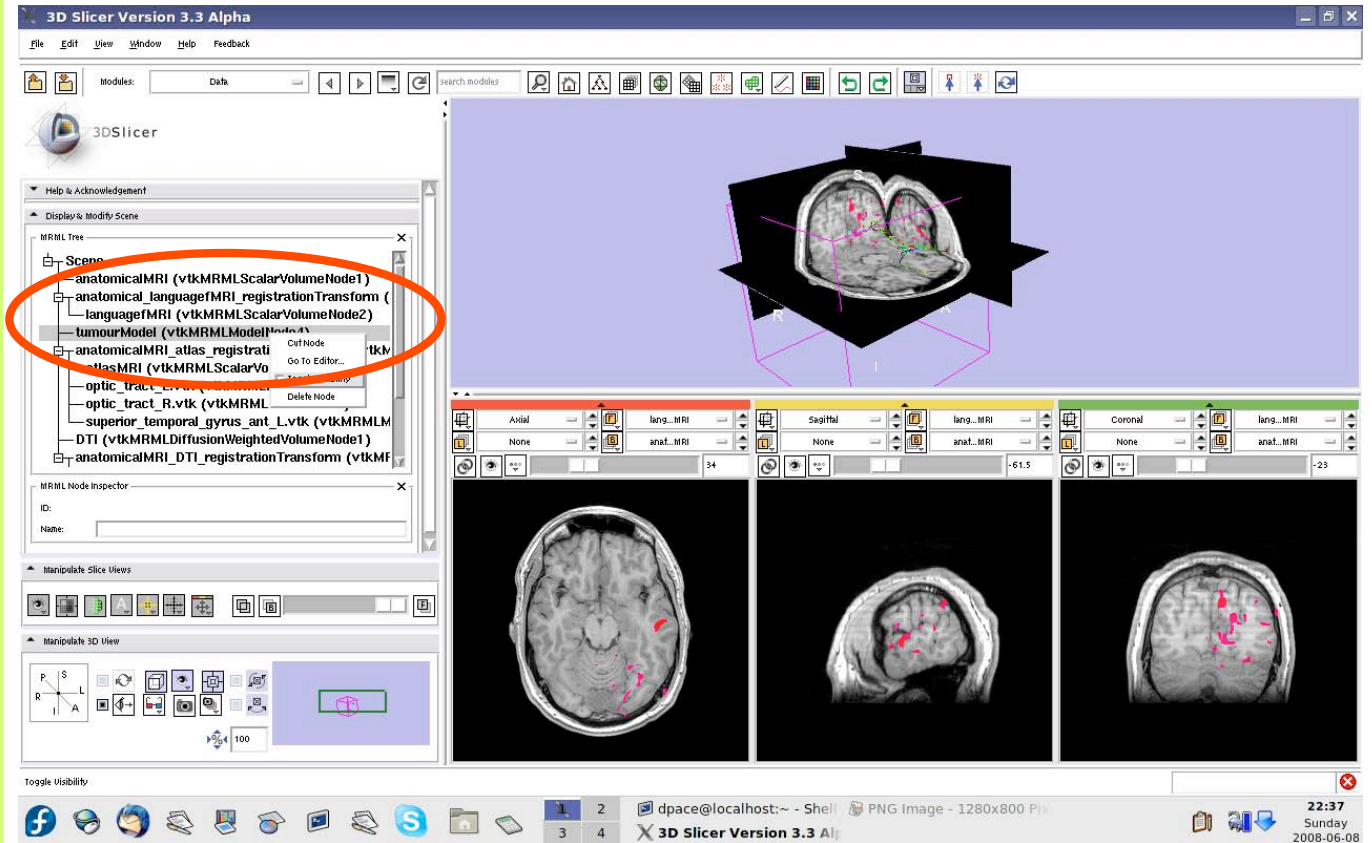 3D Slicer Version 3.3 Alpha
File Edit View Window Help Feedback
Modules: Data search modules
3DSlicer
Help & Acknowledgement
Display & Modify Scene
MRML Tree
Scene
anatomicalMRI (vtkMRMLScalarVolumeNode1)
anatomical_languagefMRI_registrationTransform (
languagefMRI (vtkMRMLScalarVolumeNode2)
tumourModel (vtkMRMLModelNode4)
Cut Node
Go To Editor...
Delete Node
anatomicalMRI_atlas_registrati
atlasMRI (vtkMRMLScalarVo
optic_tract_L.vtk (vtkMRML
optic_tract_R.vtk (vtkMRML
superior_temporal_gyrus_ant_L.vtk (vtkMRMLM
DTI (vtkMRMLDiffusionWeightedVolumeNode1)
anatomicalMRI_DTI_registrationTransform (vtkMF
MRML Node Inspector
ID:
Name:
Manipulate Slice Views
Manipulate 3D View
P S
R L
I A
% 100
S
R A
I
Axial lang...MRI
None anat...MRI
34
Sagittal lang...MRI
None anat...MRI
-61.5
Coronal lang...MRI
None anat...MRI
-23
Toggle Visibility
1 2
3 4
dpace@localhost:~ - Shell
PNG Image - 1280x800 Pix
3D Slicer Version 3.3 Alp
22:37
Sunday
2008-06-08